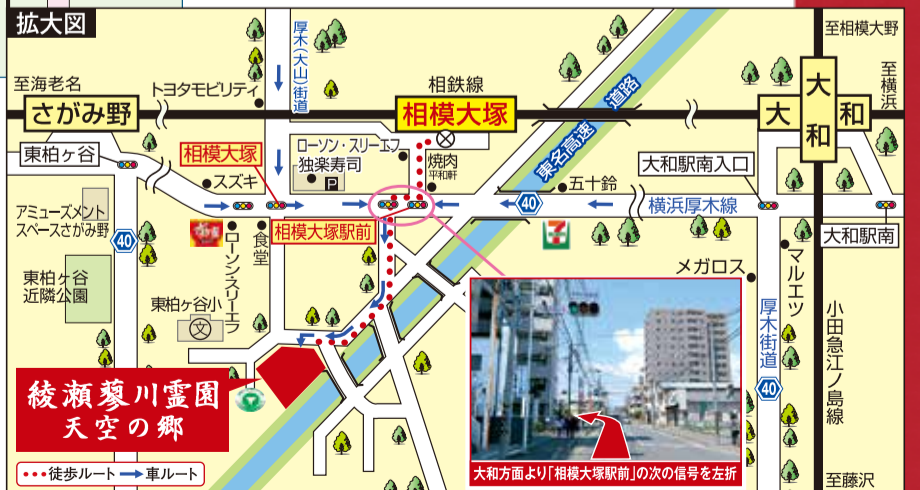 拡大図
至海老名
さがみ野
トヨタモビリティ
厚木(大山)街道
相鉄線
相模大塚
大和
大和
至相模大野
至横浜
東柏ヶ谷
相模大塚
スズキ
ローソン・スリーエフ
独楽寿司
P
焼肉
平和軒
東名高速道路
五十鈴
大和駅南入口
40
横浜厚木線
大和駅南
アミューズメント
スペースさがみ野
40
すき家
ローソン・スリーエフ
食堂
相模大塚駅前
7
メガロス
マルエツ
東柏ヶ谷
近隣公園
東柏ヶ谷小
文
厚木街道
40
小田急江ノ島線
綾瀬蓼川霊園
天空の郷
徒歩ルート
車ルート
大和方面より「相模大塚駅前」の次の信号を左折
至藤沢